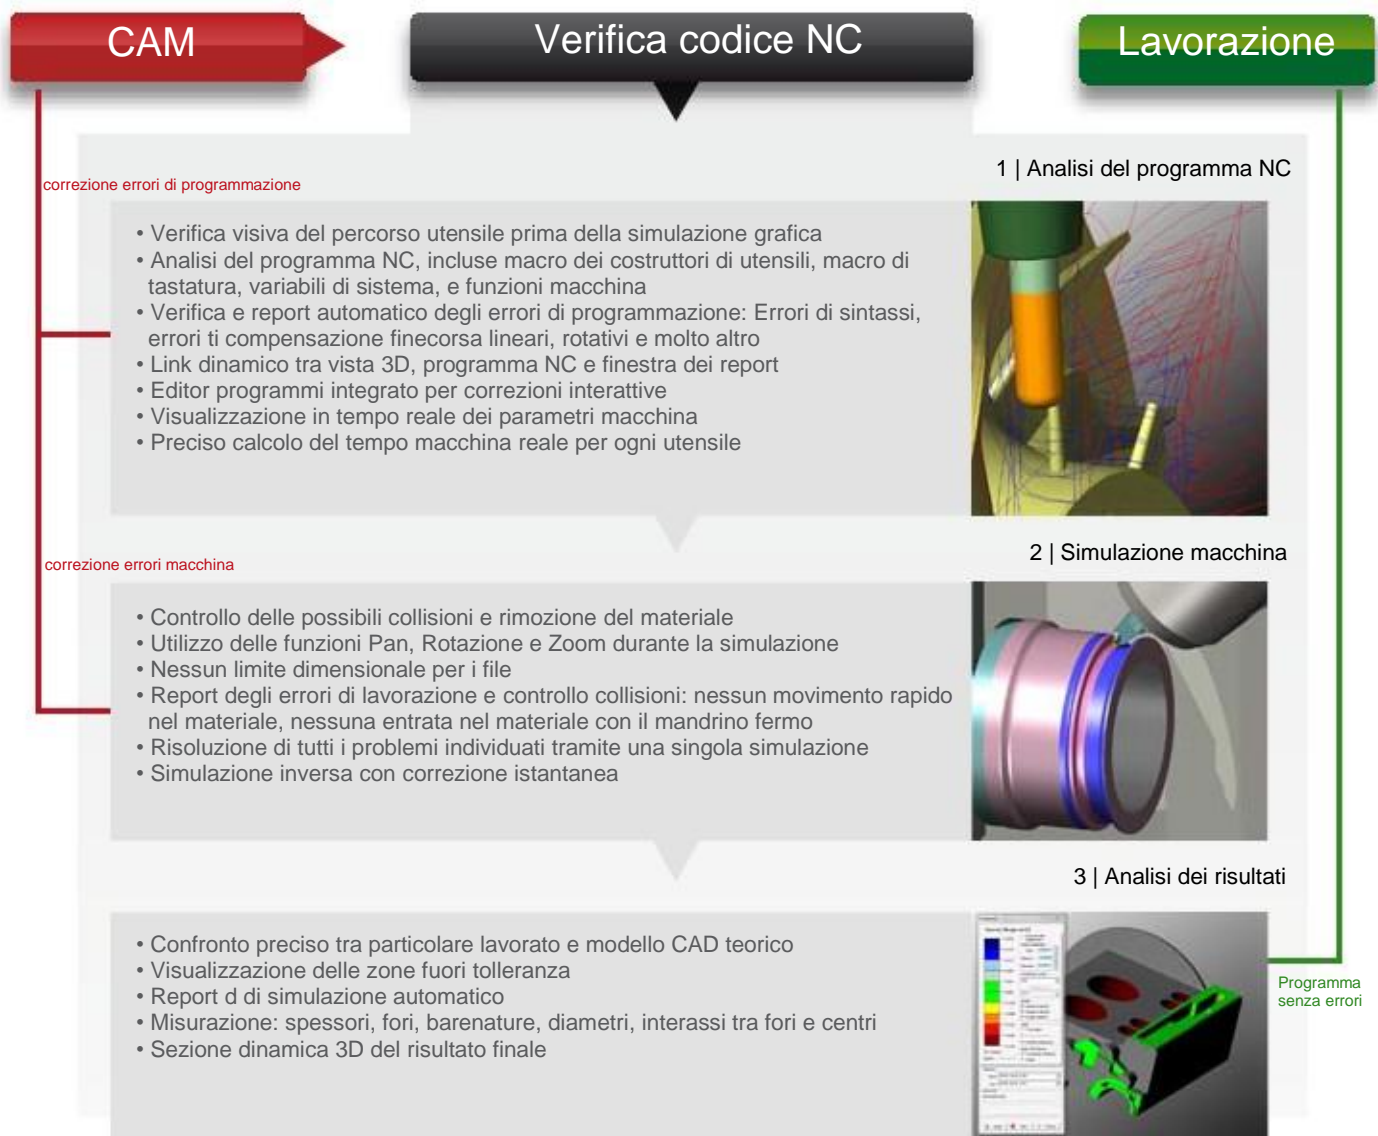 CAM
Verifica codice NC
Lavorazione
1 | Analisi del programma NC
correzione errori di programmazione
• Verifica visiva del percorso utensile prima della simulazione grafica
• Analisi del programma NC, incluse macro dei costruttori di utensili, macro di
tastatura, variabili di sistema, e funzioni macchina
• Verifica e report automatico degli errori di programmazione: Errori di sintassi,
errori ti compensazione finecorsa lineari, rotativi e molto altro
• Link dinamico tra vista 3D, programma NC e finestra dei report
• Editor programmi integrato per correzioni interattive
• Visualizzazione in tempo reale dei parametri macchina
• Preciso calcolo del tempo macchina reale per ogni utensile
2 | Simulazione macchina
correzione errori macchina
• Controllo delle possibili collisioni e rimozione del materiale
• Utilizzo delle funzioni Pan, Rotazione e Zoom durante la simulazione
• Nessun limite dimensionale per i file
• Report degli errori di lavorazione e controllo collisioni: nessun movimento rapido
nel materiale, nessuna entrata nel materiale con il mandrino fermo
• Risoluzione di tutti i problemi individuati tramite una singola simulazione
• Simulazione inversa con correzione istantanea
3 | Analisi dei risultati
• Confronto preciso tra particolare lavorato e modello CAD teorico
• Visualizzazione delle zone fuori tolleranza
• Report d di simulazione automatico
• Misurazione: spessori, fori, barenature, diametri, interassi tra fori e centri
• Sezione dinamica 3D del risultato finale
Programma
senza errori